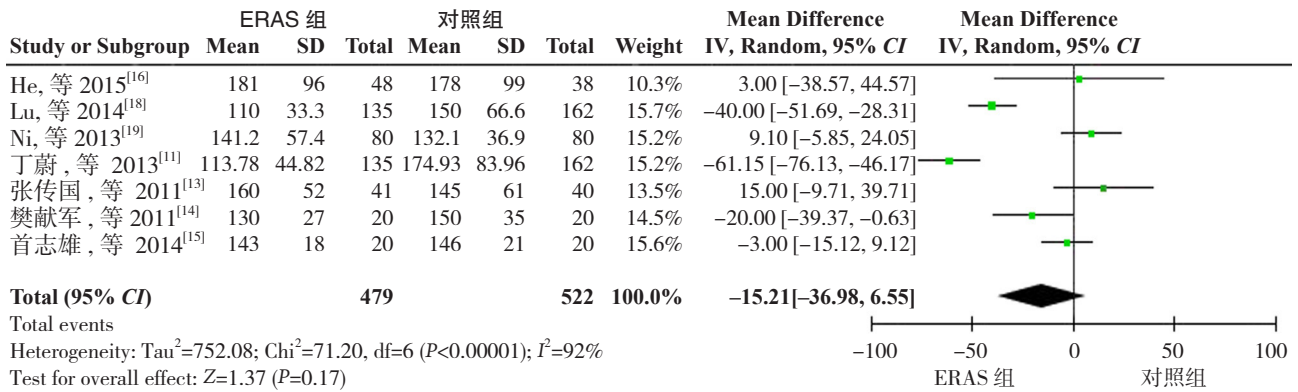 ERAS 组 对照组 Mean Difference Mean Difference
Study or Subgroup Mean SD Total Mean SD Total Weight IV, Random, 95% CI IV, Random, 95% CI
He, 等 2015[16] 181 96 48 178 99 38 10.3% 3.00 [−38.57, 44.57]
Lu, 等 2014[18] 110 33.3 135 150 66.6 162 15.7% −40.00 [−51.69, −28.31]
Ni, 等 2013[19] 141.2 57.4 80 132.1 36.9 80 15.2% 9.10 [−5.85, 24.05]
丁蔚, 等 2013[11] 113.78 44.82 135 174.93 83.96 162 15.2% −61.15 [−76.13, −46.17]
张传国, 等 2011[13] 160 52 41 145 61 40 13.5% 15.00 [−9.71, 39.71]
樊献军, 等 2011[14] 130 27 20 150 35 20 14.5% −20.00 [−39.37, −0.63]
首志雄, 等 2014[15] 143 18 20 146 21 20 15.6% −3.00 [−15.12, 9.12]
Total (95% CI) 479 522 100.0% −15.21[−36.98, 6.55]
Total events
Heterogeneity: Tau²=752.08; Chi²=71.20, df=6 (P<0.00001); I²=92%
Test for overall effect: Z=1.37 (P=0.17)
−100 −50 0 50 100
ERAS 组 对照组